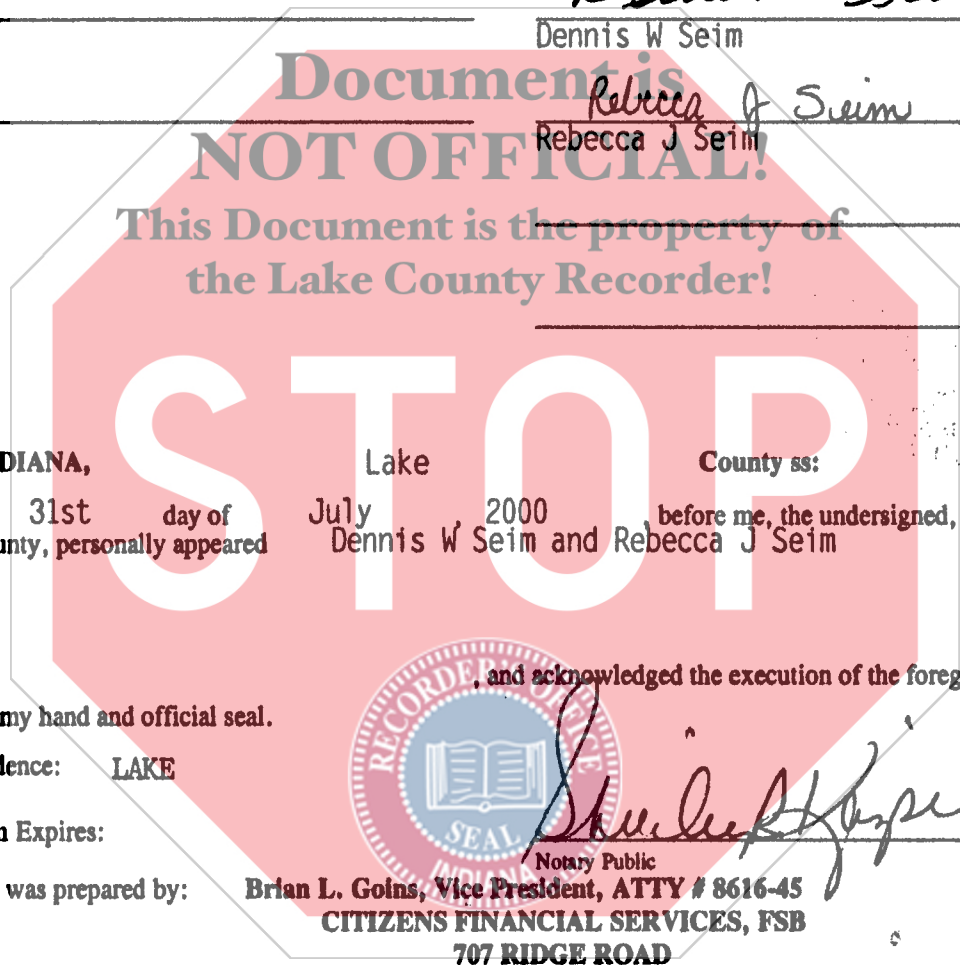 Dennis W Seim
Document is
Rebecca J Seim
NOT OFFICIAL!
Rebecca J Seim
This Document is the property of
the Lake County Recorder!
STOP
DIANA, Lake County ss:
31st day of July , 2000 , before me, the undersigned,
unty, personally appeared Dennis W Seim and Rebecca J Seim
, and acknowledged the execution of the foreg
my hand and official seal.
RECORDER'S OFFICE
dence: LAKE
SEAL
INDIANA
n Expires:
Notary Public
was prepared by: Brian L. Goins, Vice President, ATTY # 8616-45
CITIZENS FINANCIAL SERVICES, FSB
707 RIDGE ROAD